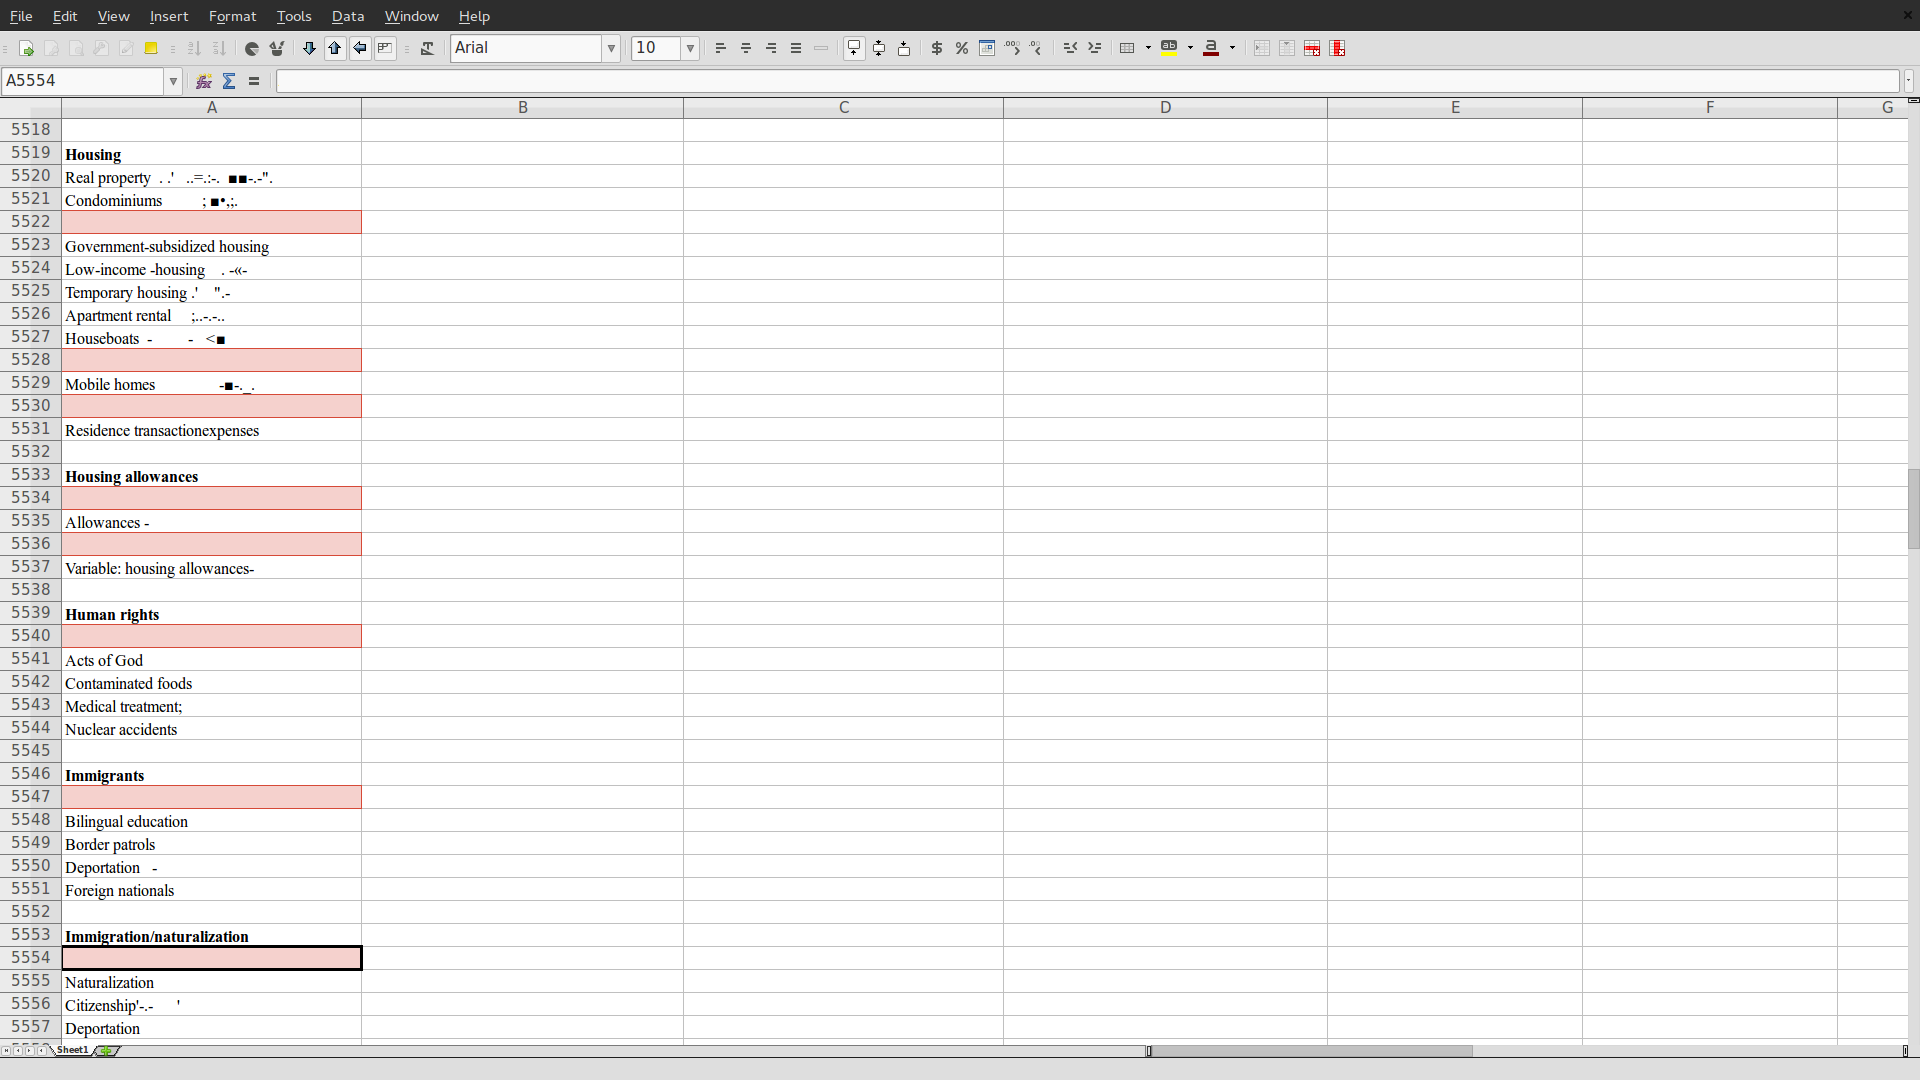 File Edit View Insert Format Tools Data Window Help
Arial 10
A5554
A B C D E F G
5518
5519 Housing
5520 Real property . .' ..=.:-. ■■-.-".
5521 Condominiums ; ■•,;.
5522
5523 Government-subsidized housing
5524 Low-income -housing . -«-
5525 Temporary housing .' ".-
5526 Apartment rental ;..-.-..
5527 Houseboats - - <■
5528
5529 Mobile homes -■-._.
5530
5531 Residence transactionexpenses
5532
5533 Housing allowances
5534
5535 Allowances -
5536
5537 Variable: housing allowances-
5538
5539 Human rights
5540
5541 Acts of God
5542 Contaminated foods
5543 Medical treatment;
5544 Nuclear accidents
5545
5546 Immigrants
5547
5548 Bilingual education
5549 Border patrols
5550 Deportation -
5551 Foreign nationals
5552
5553 Immigration/naturalization
5554
5555 Naturalization
5556 Citizenship'-.- '
5557 Deportation
Sheet1